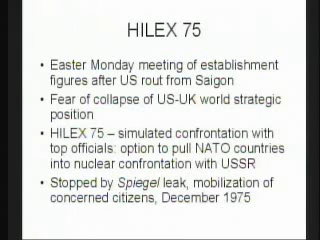 HILEX 75
• Easter Monday meeting of establishment
figures after US rout from Saigon
• Fear of collapse of US-UK world strategic
position
• HILEX 75 – simulated confrontation with
top officials: option to pull NATO countries
into nuclear confrontation with USSR
• Stopped by Spiegel leak, mobilization of
concerned citizens, December 1975